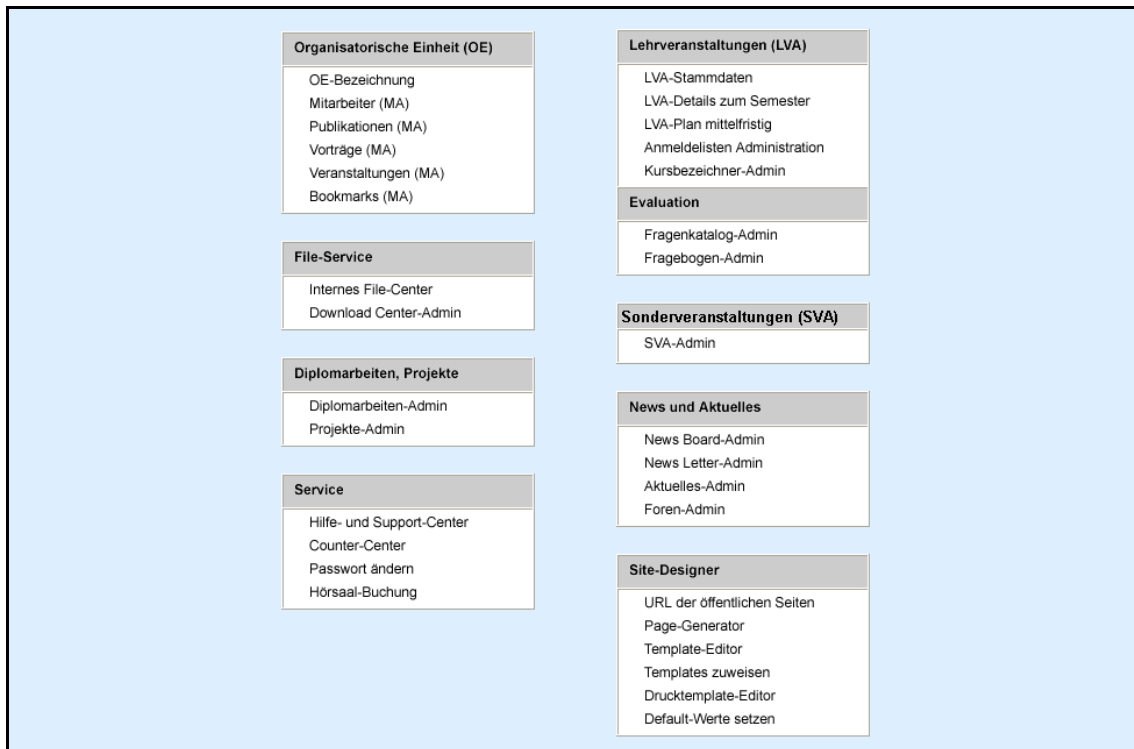 Organisatorische Einheit (OE)
OE-Bezeichnung
Mitarbeiter (MA)
Publikationen (MA)
Vorträge (MA)
Veranstaltungen (MA)
Bookmarks (MA)
File-Service
Internes File-Center
Download Center-Admin
Diplomarbeiten, Projekte
Diplomarbeiten-Admin
Projekte-Admin
Service
Hilfe- und Support-Center
Counter-Center
Passwort ändern
Hörsaal-Buchung
Lehrveranstaltungen (LVA)
LVA-Stammdaten
LVA-Details zum Semester
LVA-Plan mittelfristig
Anmeldelisten Administration
Kursbezeichner-Admin
Evaluation
Fragenkatalog-Admin
Fragebogen-Admin
Sonderveranstaltungen (SVA)
SVA-Admin
News und Aktuelles
News Board-Admin
News Letter-Admin
Aktuelles-Admin
Foren-Admin
Site-Designer
URL der öffentlichen Seiten
Page-Generator
Template-Editor
Templates zuweisen
Drucktemplate-Editor
Default-Werte setzen